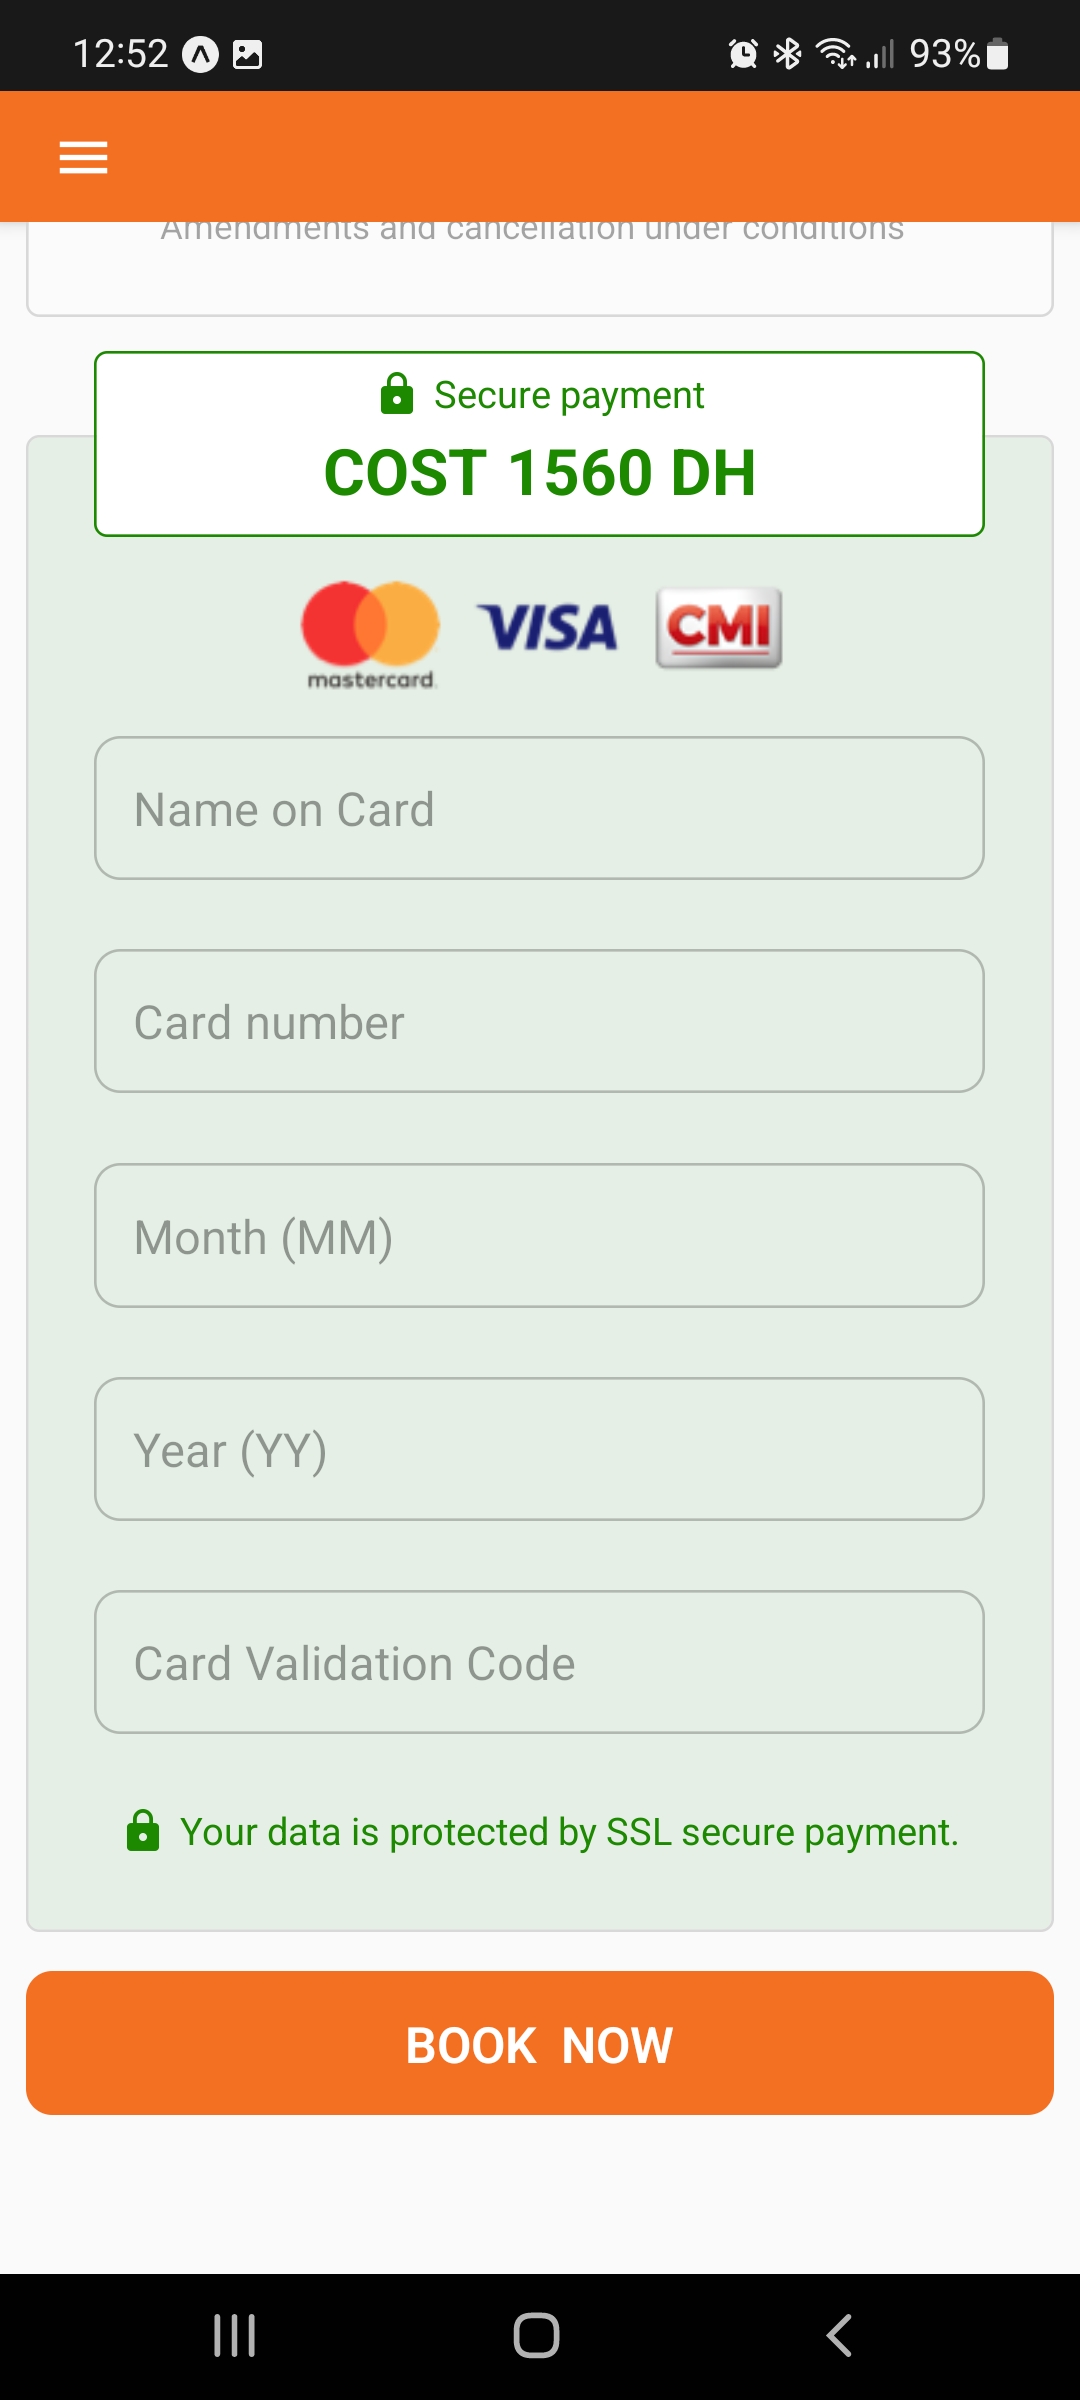 12:52 93%
Amendments and cancellation under conditions
Secure payment
COST 1560 DH
mastercard. VISA CMI
Name on Card
Card number
Month (MM)
Year (YY)
Card Validation Code
Your data is protected by SSL secure payment.
BOOK NOW